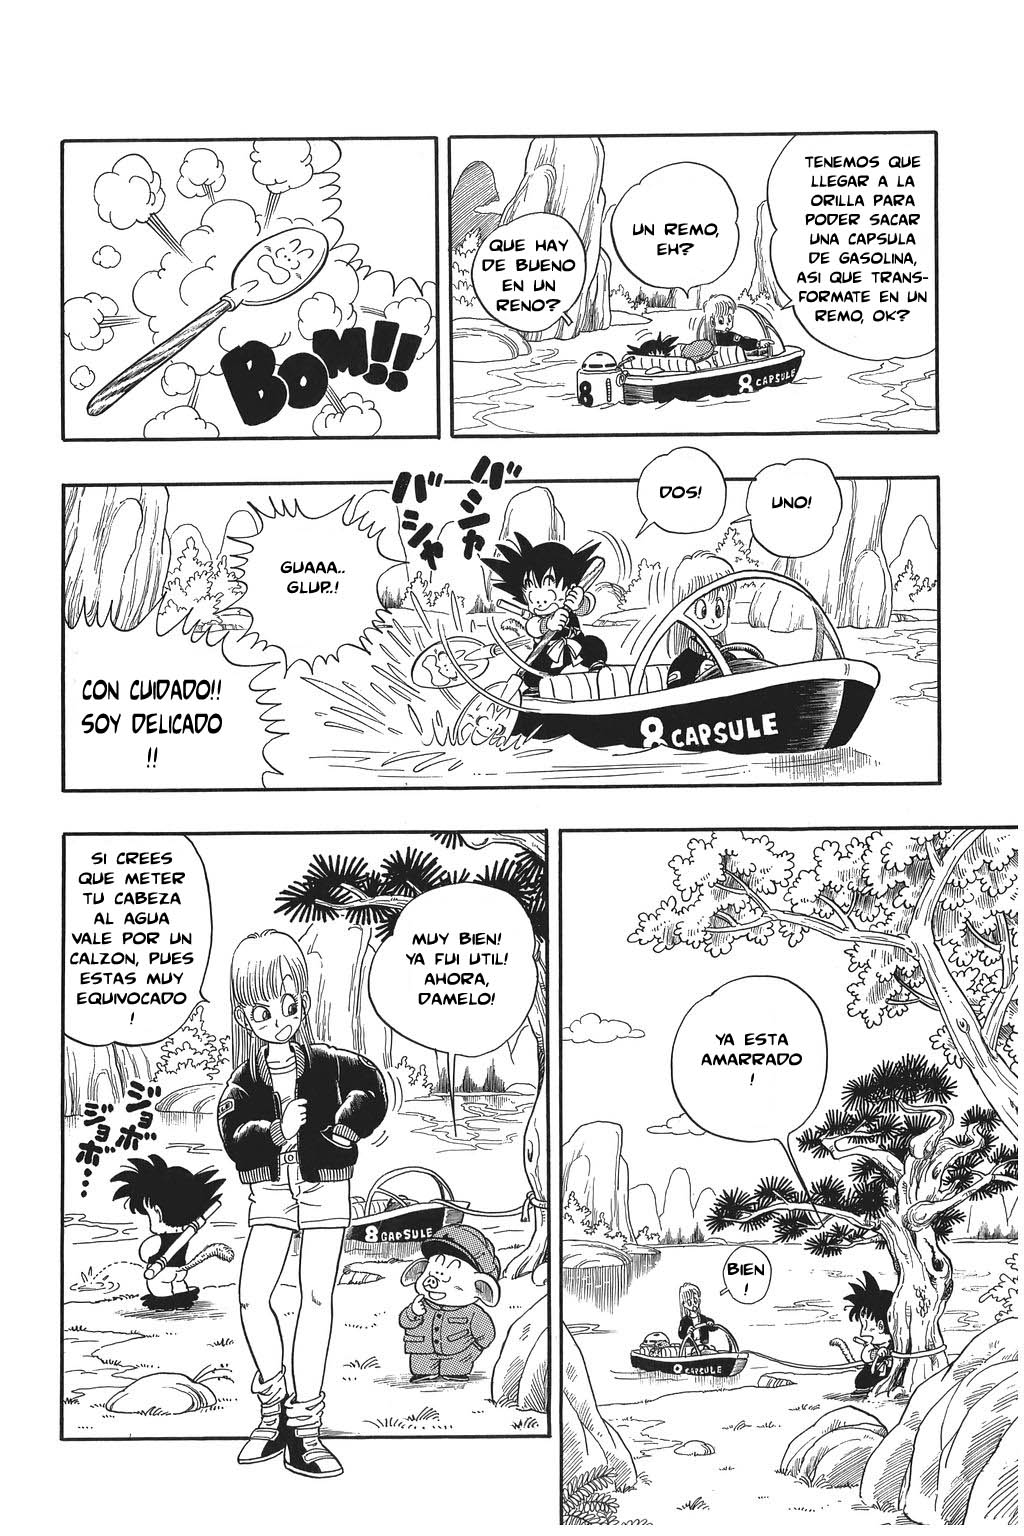 TENEMOS QUE
LLEGAR A LA
ORILLA PARA
PODER SACAR
UNA CAPSULA
DE GASOLINA,
ASI QUE TRANS-
FORMATE EN UN
REMO, OK?
UN REMO,
EH?
QUE HAY
DE BUENO
EN UN
RENO?
8 CAPSULE
8
BOM!!
UNO!
DOS!
バシャ
バシャ
GUAAA..
GLUP..!
CON CUIDADO!!
SOY DELICADO
!!
8 CAPSULE
YA ESTA
AMARRADO
!
BIEN
!
8 CAPSULE
MUY BIEN!
YA FUI UTIL!
AHORA,
DAMELO!
SI CREES
QUE METER
TU CABEZA
AL AGUA
VALE POR UN
CALZON, PUES
ESTAS MUY
EQUIVOCADO
!
ジョボ
ジョボ…
8 CAPSULE